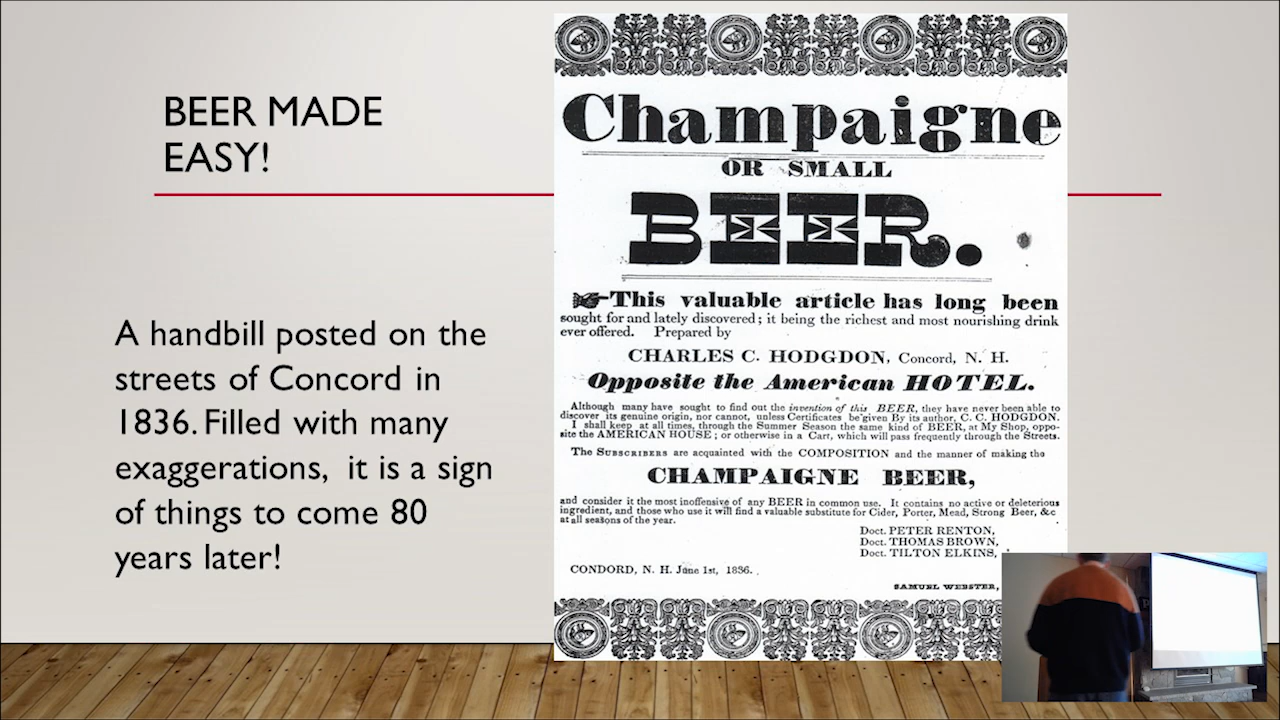 BEER MADE
EASY!
A handbill posted on the
streets of Concord in
1836. Filled with many
exaggerations, it is a sign
of things to come 80
years later!
Champaigne
OR SMALL
BEER.
This valuable article has long been
sought for and lately discovered; it being the richest and most nourishing drink
ever offered. Prepared by
CHARLES C. HODGDON, Concord, N. H.
Opposite the American HOTEL.
Although many have sought to find out the invention of this BEER, they have never been able to
discover its genuine origin, nor cannot, unless Certificates be given By its author, C. C. HODGDON.
I shall keep at all times, through the Summer Season the same kind of BEER, at My Shop, oppo-
site the AMERICAN HOUSE; or otherwise in a Cart, which will pass frequently through the Streets.
The SUBSCRIBERS are acquainted with the COMPOSITION and the manner of making the
CHAMPAIGNE BEER,
and consider it the most inoffensive of any BEER in common use. It contains no active or deleterious
ingredient, and those who use it will find a valuable substitute for Cider, Porter, Mead, Strong Beer, &c
at all seasons of the year.
Doct. PETER RENTON,
Doct. THOMAS BROWN,
Doct. TILTON ELKINS,
CONDORD, N. H. June 1st, 1836.
SAMUEL WEBSTER,